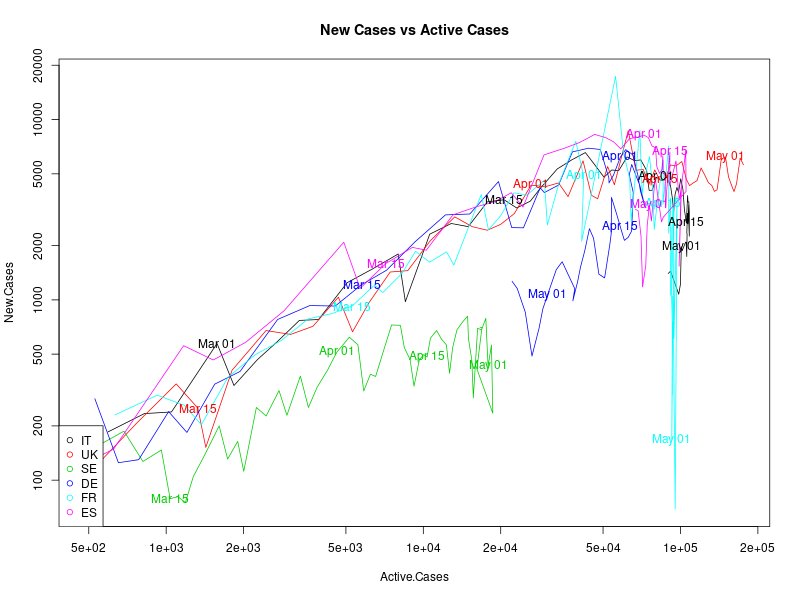 New Cases vs Active Cases
New.Cases
20000
10000
5000
2000
1000
500
200
100
Apr 01
Apr 15
Apr 01
May 01
Apr 01
Apr 01
Apr 15
Apr 01
Mar 15
May 01
Apr 15
Apr 15
May 01
Mar 15
Mar 15
May 01
Mar 15
Mar 01
Apr 01
Apr 15
May 01
Mar 15
May 01
Mar 15
IT
UK
SE
DE
FR
ES
5e+02 1e+03 2e+03 5e+03 1e+04 2e+04 5e+04 1e+05 2e+05
Active.Cases